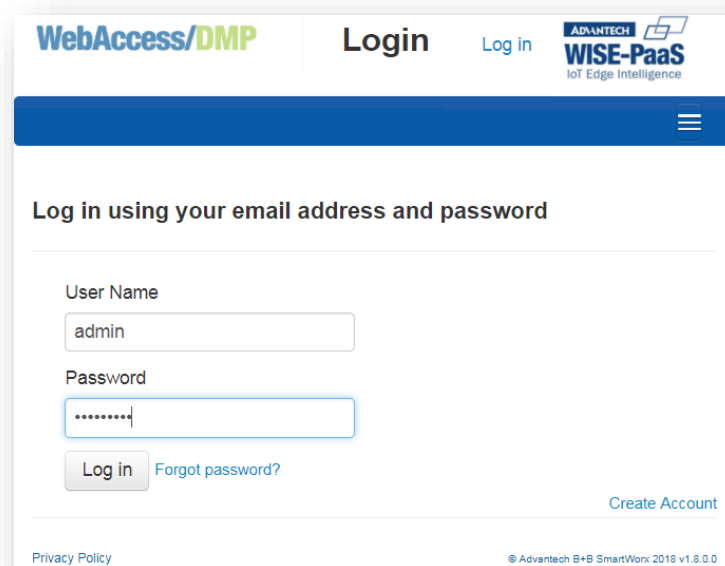 WebAccess/DMP Login Log in ADVANTECH
WISE-PaaS
IoT Edge Intelligence
Log in using your email address and password
User Name
admin
Password
•••••••••
Log in Forgot password?
Create Account
Privacy Policy © Advantech B+B SmartWorx 2018 v1.8.0.0